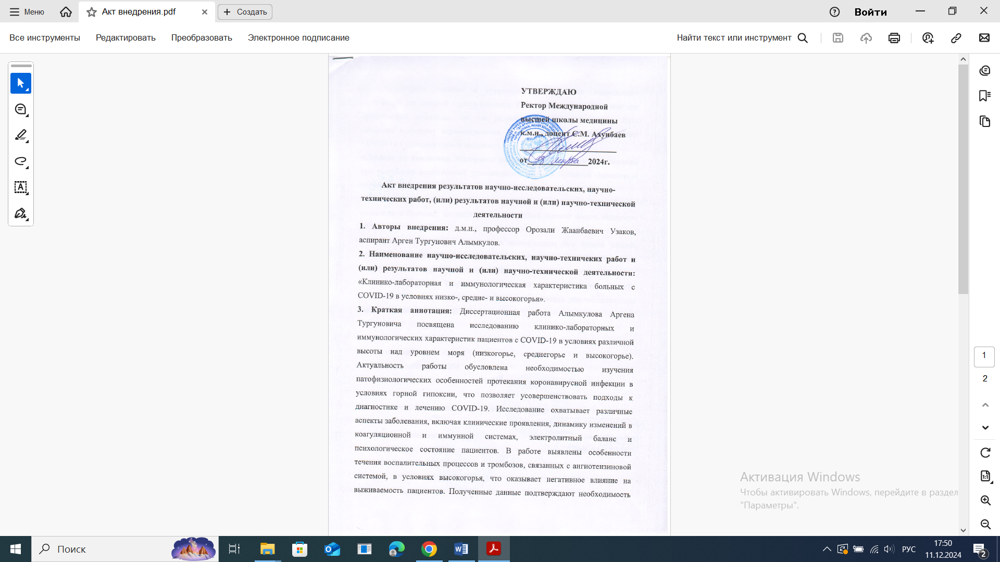 Меню
Акт внедрения.pdf
Создать
Войти
Все инструменты
Редактировать
Преобразовать
Электронное подписание
Найти текст или инструмент
УТВЕРЖДАЮ
Ректор Международной
высшей школы медицины
к.м.н., доцент С.М. Ахунбаев
от марта 2024г.
Акт внедрения результатов научно-исследовательских, научно-
технических работ, (или) результатов научной и (или) научно-технической
деятельности
1. Авторы внедрения: д.м.н., профессор Орозали Жаанбаевич Узаков,
аспирант Арген Тургунович Алымкулов.
2. Наименование научно-исследовательских, научно-техничеких работ и
(или) результатов научной и (или) научно-технической деятельности:
«Клинико-лабораторная и иммунологическая характеристика больных с
COVID-19 в условиях низко-, средне- и высокогорья».
3. Краткая аннотация: Диссертационная работа Алымкулова Аргена
Тургуновича посвящена исследованию клинико-лабораторных и
иммунологических характеристик пациентов с COVID-19 в условиях различной
высоты над уровнем моря (низкогорье, среднегорье и высокогорье).
Актуальность работы обусловлена необходимостью изучения
патофизиологических особенностей протекания коронавирусной инфекции в
условиях горной гипоксии, что позволяет усовершенствовать подходы к
диагностике и лечению COVID-19. Исследование охватывает различные
аспекты заболевания, включая клинические проявления, динамику изменений в
коагуляционной и иммунной системах, электролитный баланс и
психологическое состояние пациентов. В работе выявлены особенности
течения воспалительных процессов и тромбозов, связанных с ангиотензиновой
системой, в условиях высокогорья, что оказывает негативное влияние на
выживаемость пациентов. Полученные данные подтверждают необходимость
1
2
Активация Windows
Чтобы активировать Windows, перейдите в раздел
"Параметры".
Поиск
РУС
17:50
11.12.2024
2